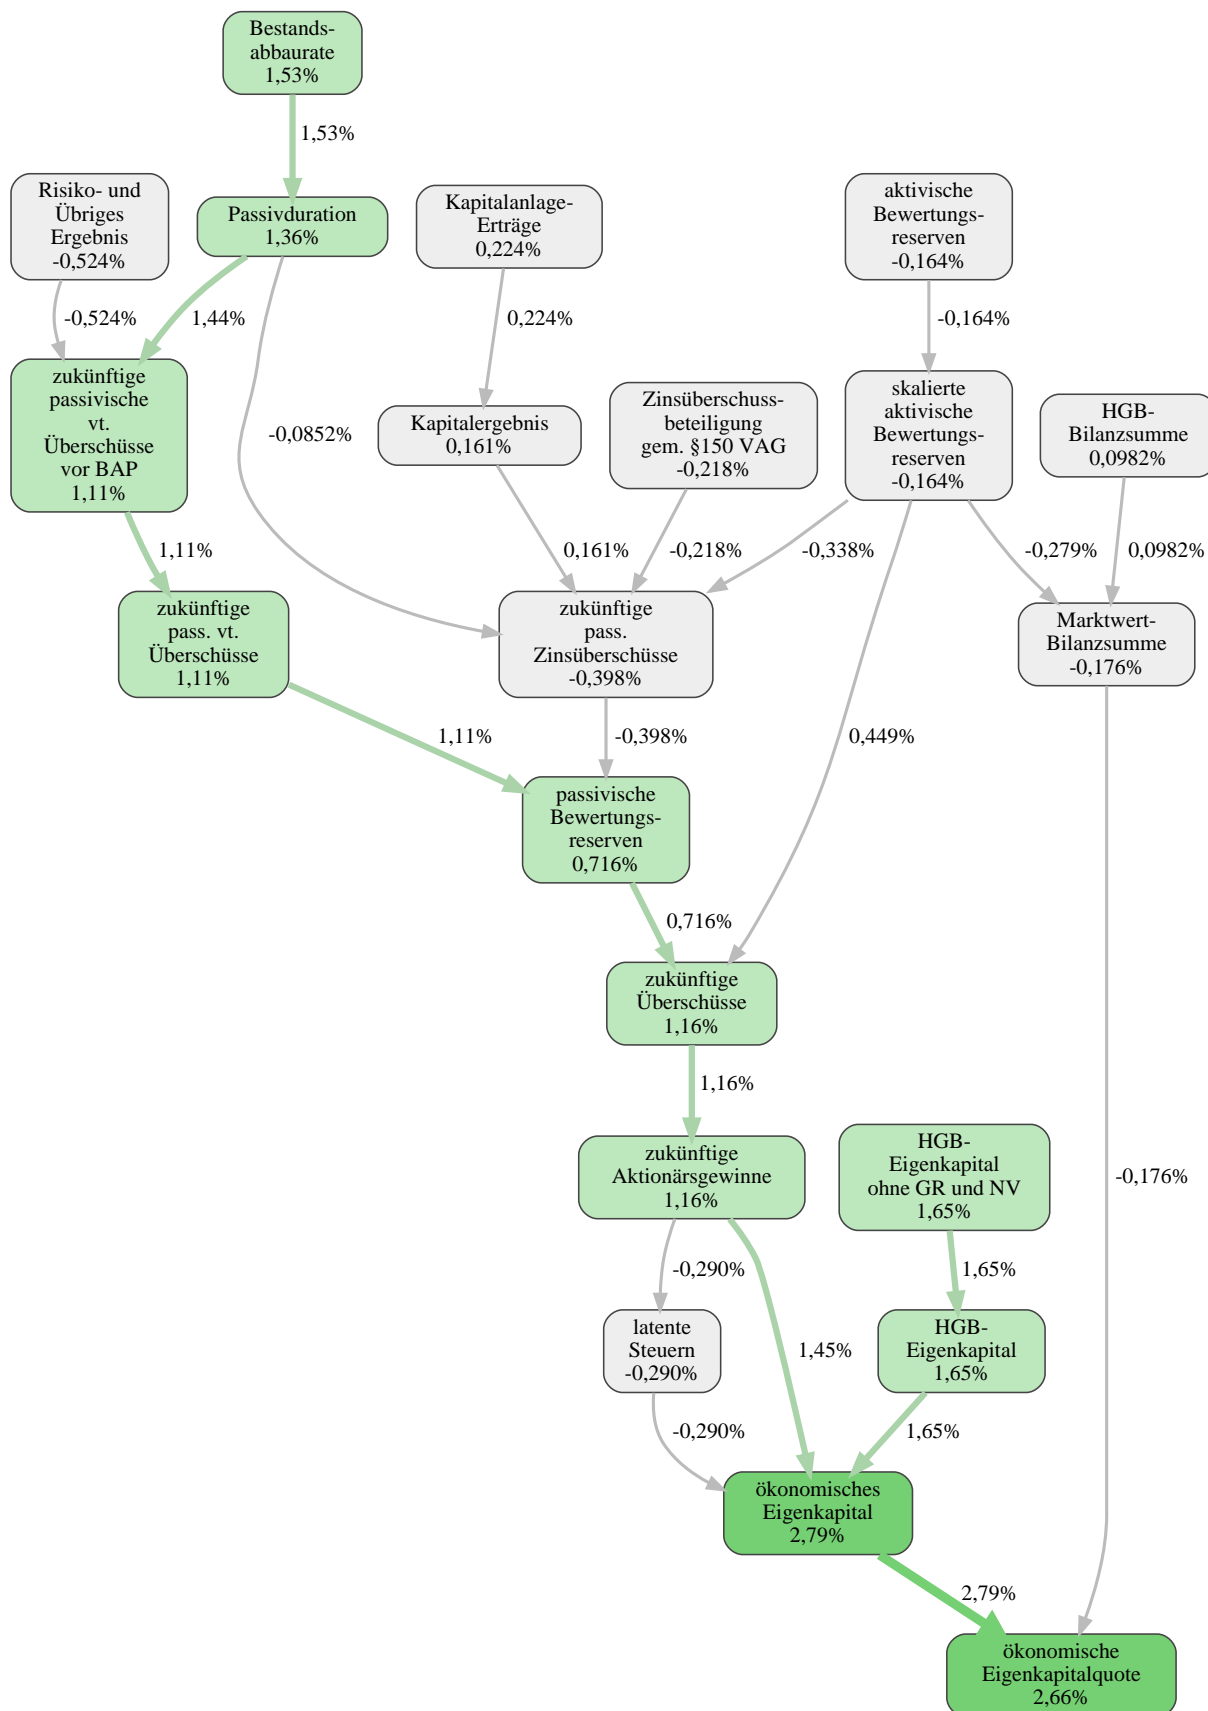 Bestands-
abbaurate
1,53%
1,53%
Risiko- und
Übriges
Ergebnis
-0,524%
Passivduration
1,36%
Kapitalanlage-
Erträge
0,224%
aktivische
Bewertungs-
reserven
-0,164%
-0,524%
1,44%
0,224%
-0,164%
zukünftige
passivische
vt.
Überschüsse
vor BAP
1,11%
-0,0852%
Kapitalergebnis
0,161%
Zinsüberschuss-
beteiligung
gem. §150 VAG
-0,218%
skalierte
aktivische
Bewertungs-
reserven
-0,164%
HGB-
Bilanzsumme
0,0982%
1,11%
0,161%
-0,218%
-0,338%
-0,279%
0,0982%
zukünftige
pass. vt.
Überschüsse
1,11%
zukünftige
pass.
Zinsüberschüsse
-0,398%
Marktwert-
Bilanzsumme
-0,176%
1,11%
-0,398%
0,449%
passivische
Bewertungs-
reserven
0,716%
0,716%
zukünftige
Überschüsse
1,16%
1,16%
zukünftige
Aktionärsgewinne
1,16%
HGB-
Eigenkapital
ohne GR und NV
1,65%
-0,176%
-0,290%
1,65%
latente
Steuern
-0,290%
1,45%
HGB-
Eigenkapital
1,65%
-0,290%
1,65%
ökonomisches
Eigenkapital
2,79%
2,79%
ökonomische
Eigenkapitalquote
2,66%